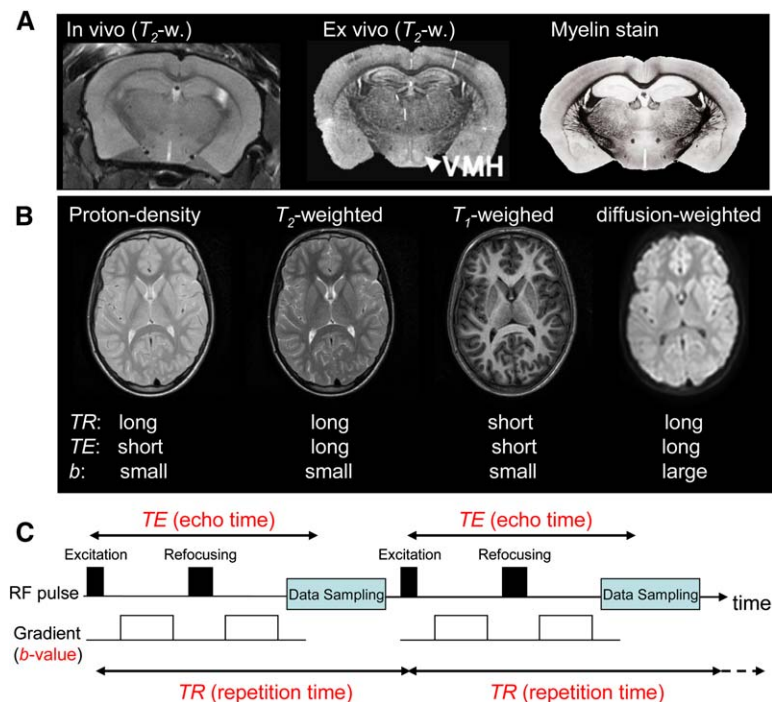 A
In vivo (T2-w.) Ex vivo (T2-w.) Myelin stain
VMH
B
Proton-density T2-weighted T1-weighed diffusion-weighted
TR: long long short long
TE: short long short long
b: small small small large
C
TE (echo time) TE (echo time)
Excitation Refocusing Excitation Refocusing
RF pulse Data Sampling Data Sampling time
Gradient
(b-value)
TR (repetition time) TR (repetition time)